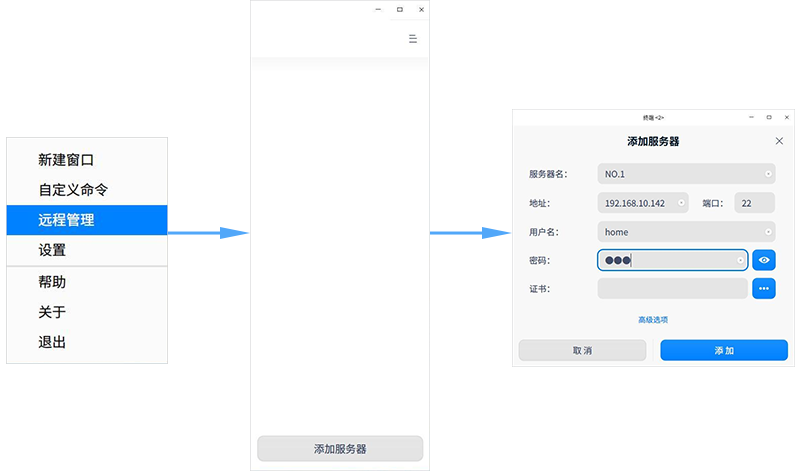 新建窗口
自定义命令
远程管理
设置
帮助
关于
退出
添加服务器
终端 <2>
添加服务器
服务器名： NO.1
地址： 192.168.10.142 端口： 22
用户名： home
密码： ●●●
证书：
高级选项
取消 添加